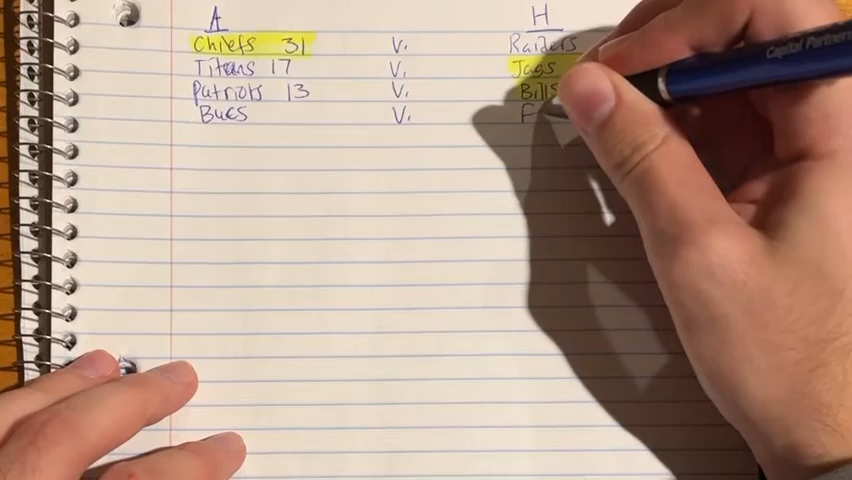 A H
Chiefs 31 V. Raiders
Titans 17 V. Jags
Patriots 13 V. Bills
Bucs V. F
Capital Partners